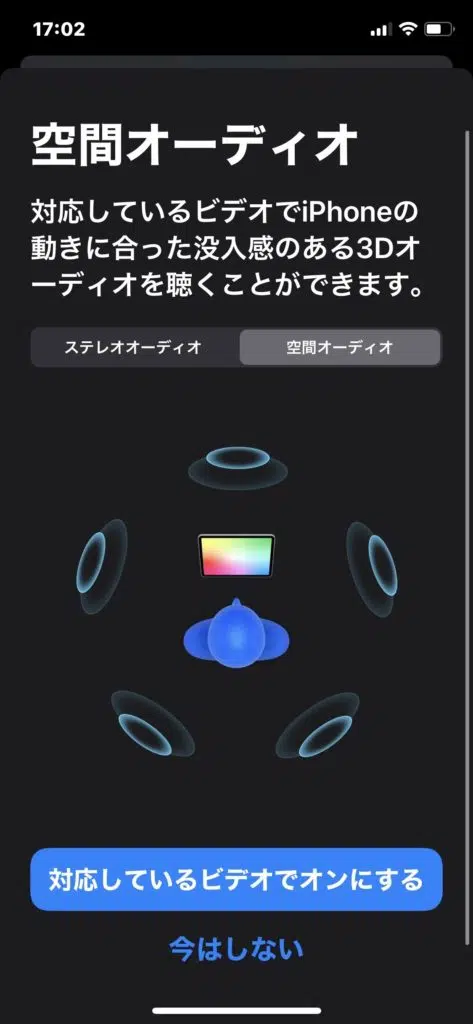 17:02
空間オーディオ
対応しているビデオでiPhoneの
動きに合った没入感のある3Dオ
ーディオを聴くことができます。
ステレオオーディオ 空間オーディオ
対応しているビデオでオンにする
今はしない